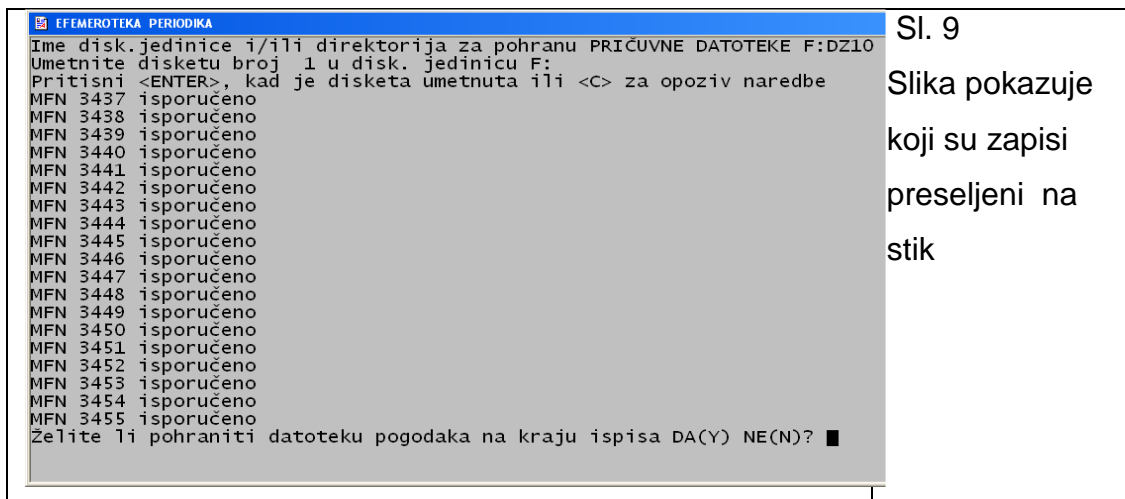 EFEMEROTEKA PERIODIKA
Ime disk.jedinice i/ili direktorija za pohranu PRIČUVNE DATOTEKE F:DZ10
Umetnite disketu broj 1 u disk. jedinicu F:
Pritisni <ENTER>, kad je disketa umetnuta ili <C> za opoziv naredbe
MFN 3437 isporučeno
MFN 3438 isporučeno
MFN 3439 isporučeno
MFN 3440 isporučeno
MFN 3441 isporučeno
MFN 3442 isporučeno
MFN 3443 isporučeno
MFN 3444 isporučeno
MFN 3445 isporučeno
MFN 3446 isporučeno
MFN 3447 isporučeno
MFN 3448 isporučeno
MFN 3449 isporučeno
MFN 3450 isporučeno
MFN 3451 isporučeno
MFN 3452 isporučeno
MFN 3453 isporučeno
MFN 3454 isporučeno
MFN 3455 isporučeno
Želite li pohraniti datoteku pogodaka na kraju ispisa DA(Y) NE(N)?
Sl. 9
Slika pokazuje
koji su zapisi
preseljeni na
stik